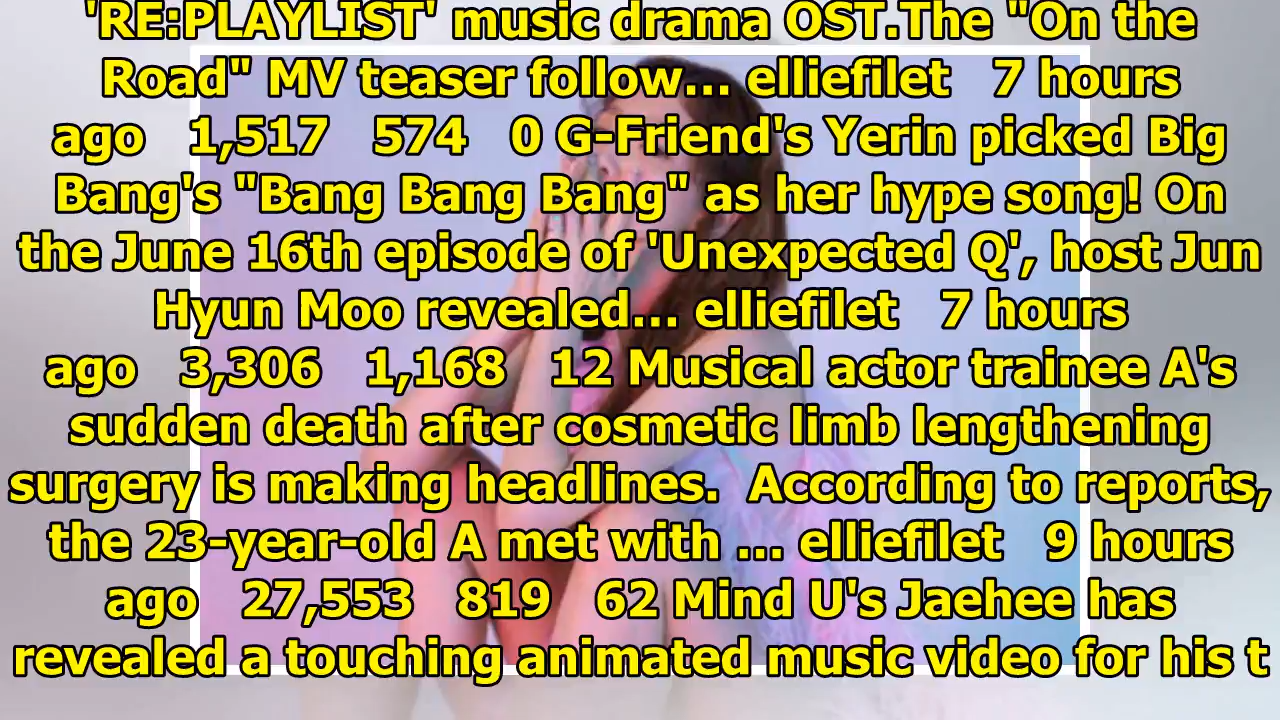 'RE:PLAYLIST' music drama OST.The "On the
Road" MV teaser follow... elliefilet 7 hours
ago 1,517 574 0 G-Friend's Yerin picked Big
Bang's "Bang Bang Bang" as her hype song! On
the June 16th episode of 'Unexpected Q', host Jun
Hyun Moo revealed... elliefilet 7 hours
ago 3,306 1,168 12 Musical actor trainee A's
sudden death after cosmetic limb lengthening
surgery is making headlines. According to reports,
the 23-year-old A met with ... elliefilet 9 hours
ago 27,553 819 62 Mind U's Jaehee has
revealed a touching animated music video for his t